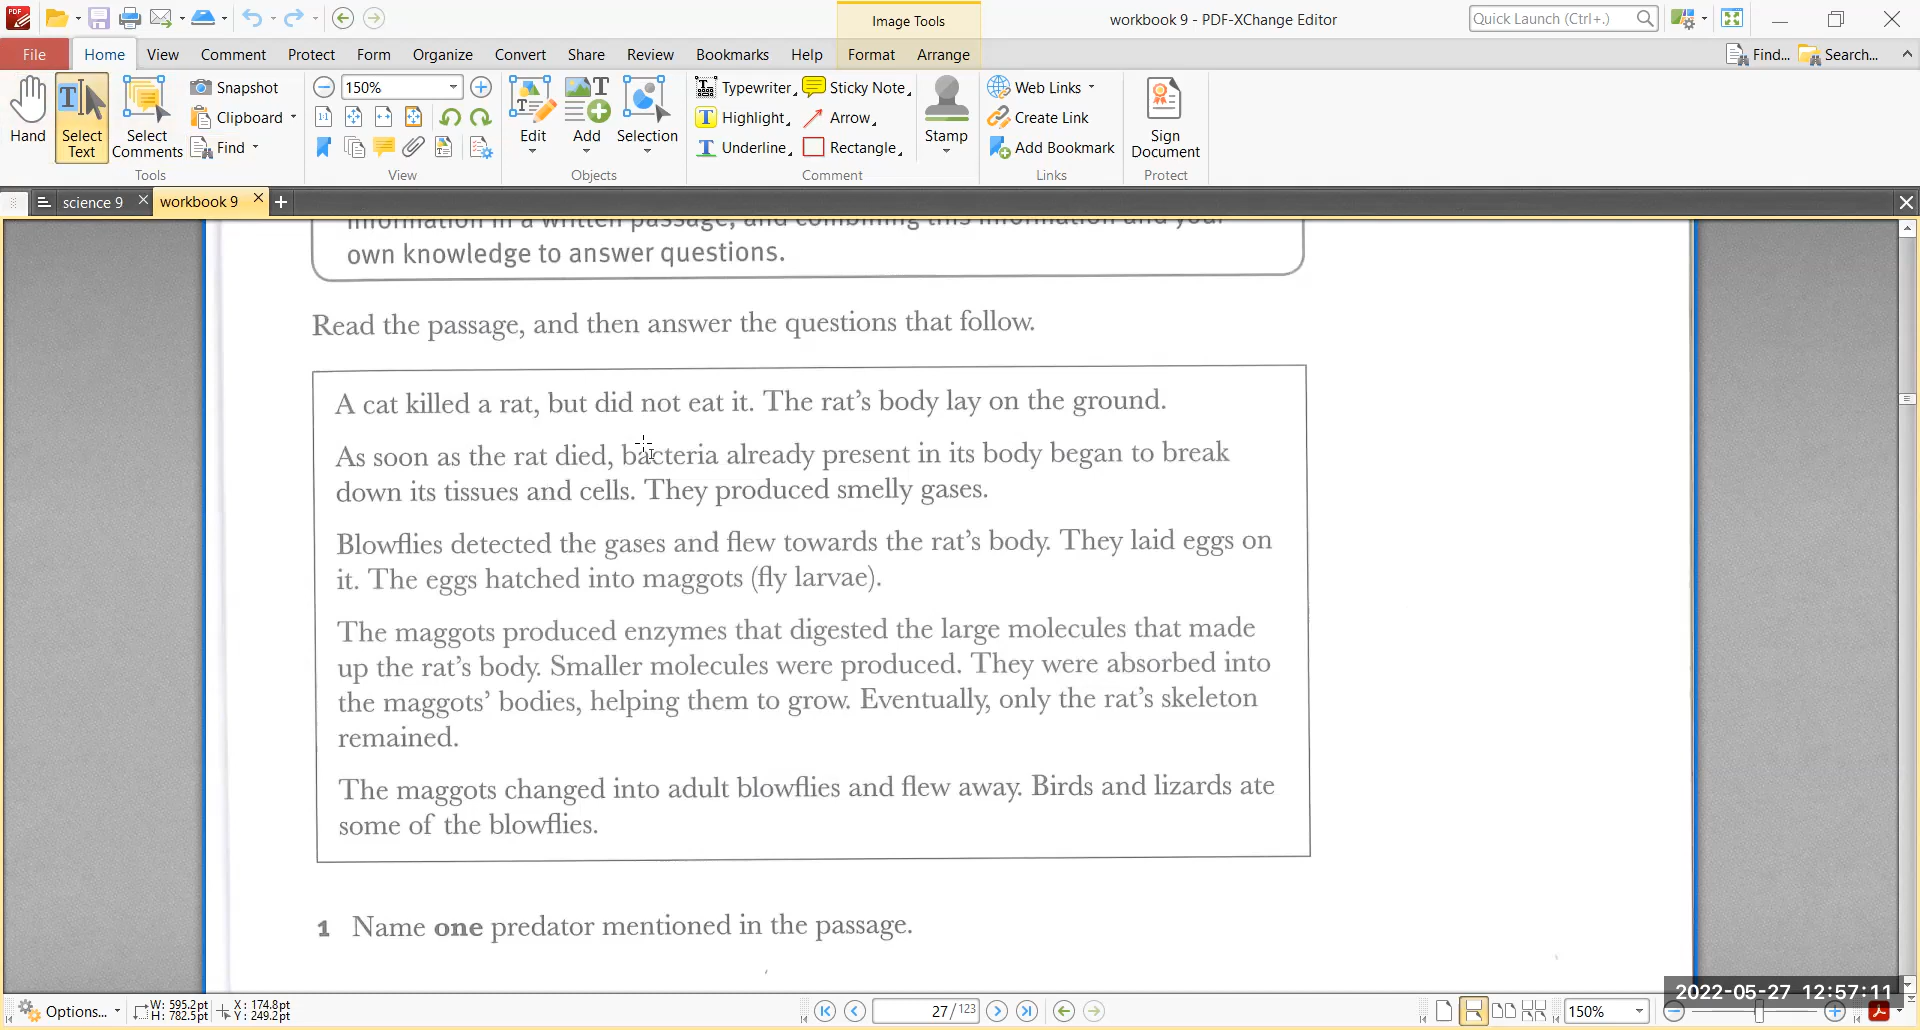 Image Tools
workbook 9 - PDF-XChange Editor
Quick Launch (Ctrl+.)
File Home View Comment Protect Form Organize Convert Share Review Bookmarks Help Format Arrange Find... Search...
Hand
Select Text
Select Comments
Snapshot
Clipboard
Find
Tools
150%
View
Edit
Add
Selection
Objects
Typewriter
Highlight
Underline
Sticky Note
Arrow
Rectangle
Stamp
Comment
Web Links
Create Link
Add Bookmark
Links
Sign Document
Protect
science 9
workbook 9
information in a written passage, and combining this information and your
own knowledge to answer questions.
Read the passage, and then answer the questions that follow.
A cat killed a rat, but did not eat it. The rat's body lay on the ground.
As soon as the rat died, bacteria already present in its body began to break
down its tissues and cells. They produced smelly gases.
Blowflies detected the gases and flew towards the rat's body. They laid eggs on
it. The eggs hatched into maggots (fly larvae).
The maggots produced enzymes that digested the large molecules that made
up the rat's body. Smaller molecules were produced. They were absorbed into
the maggots' bodies, helping them to grow. Eventually, only the rat's skeleton
remained.
The maggots changed into adult blowflies and flew away. Birds and lizards ate
some of the blowflies.
1 Name one predator mentioned in the passage.
2022-05-27 12:57:11
Options...
W: 595.2pt
H: 782.5pt
X: 174.8pt
Y: 249.2pt
27 / 123
150%